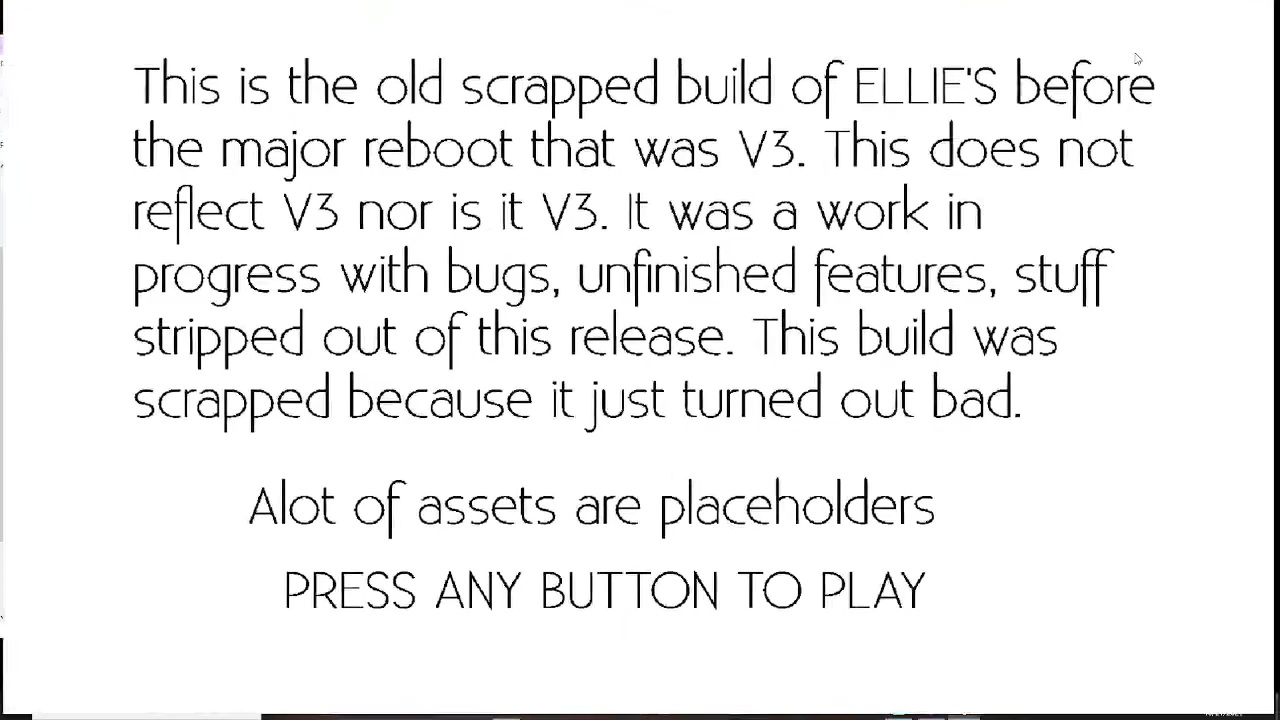 This is the old scrapped build of ELLIE'S before
the major reboot that was V3. This does not
reflect V3 nor is it V3. It was a work in
progress with bugs, unfinished features, stuff
stripped out of this release. This build was
scrapped because it just turned out bad.
Alot of assets are placeholders
PRESS ANY BUTTON TO PLAY